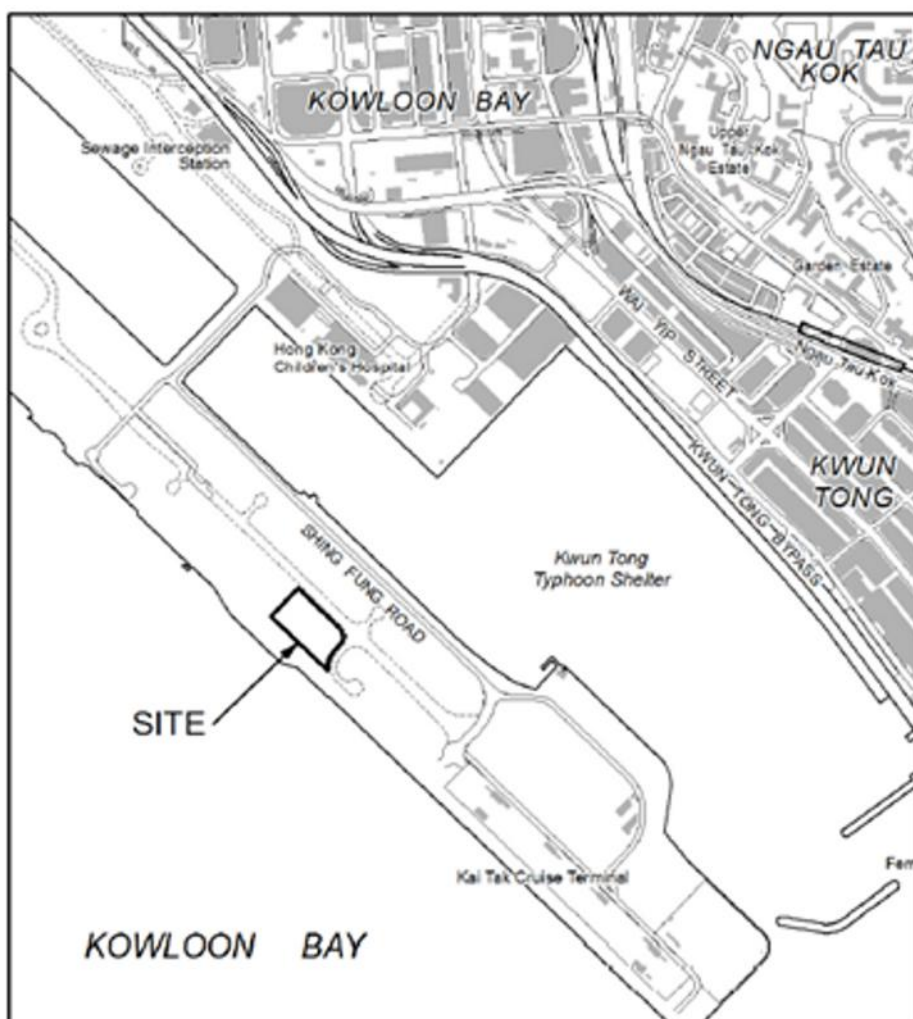 NGAU TAU
KOK
KOWLOON BAY
Sewage Interception
Station
Upper
Ngau Tau Kok
Estate
Garden Estate
WAI YIP STREET
Ngau Tau Kok
Hong Kong
Children's Hospital
KWUN TONG BYPASS
KWUN
TONG
SHING FUNG ROAD
Kwun Tong
Typhoon Shelter
SITE
Kai Tak Cruise Terminal
Ferr
KOWLOON BAY